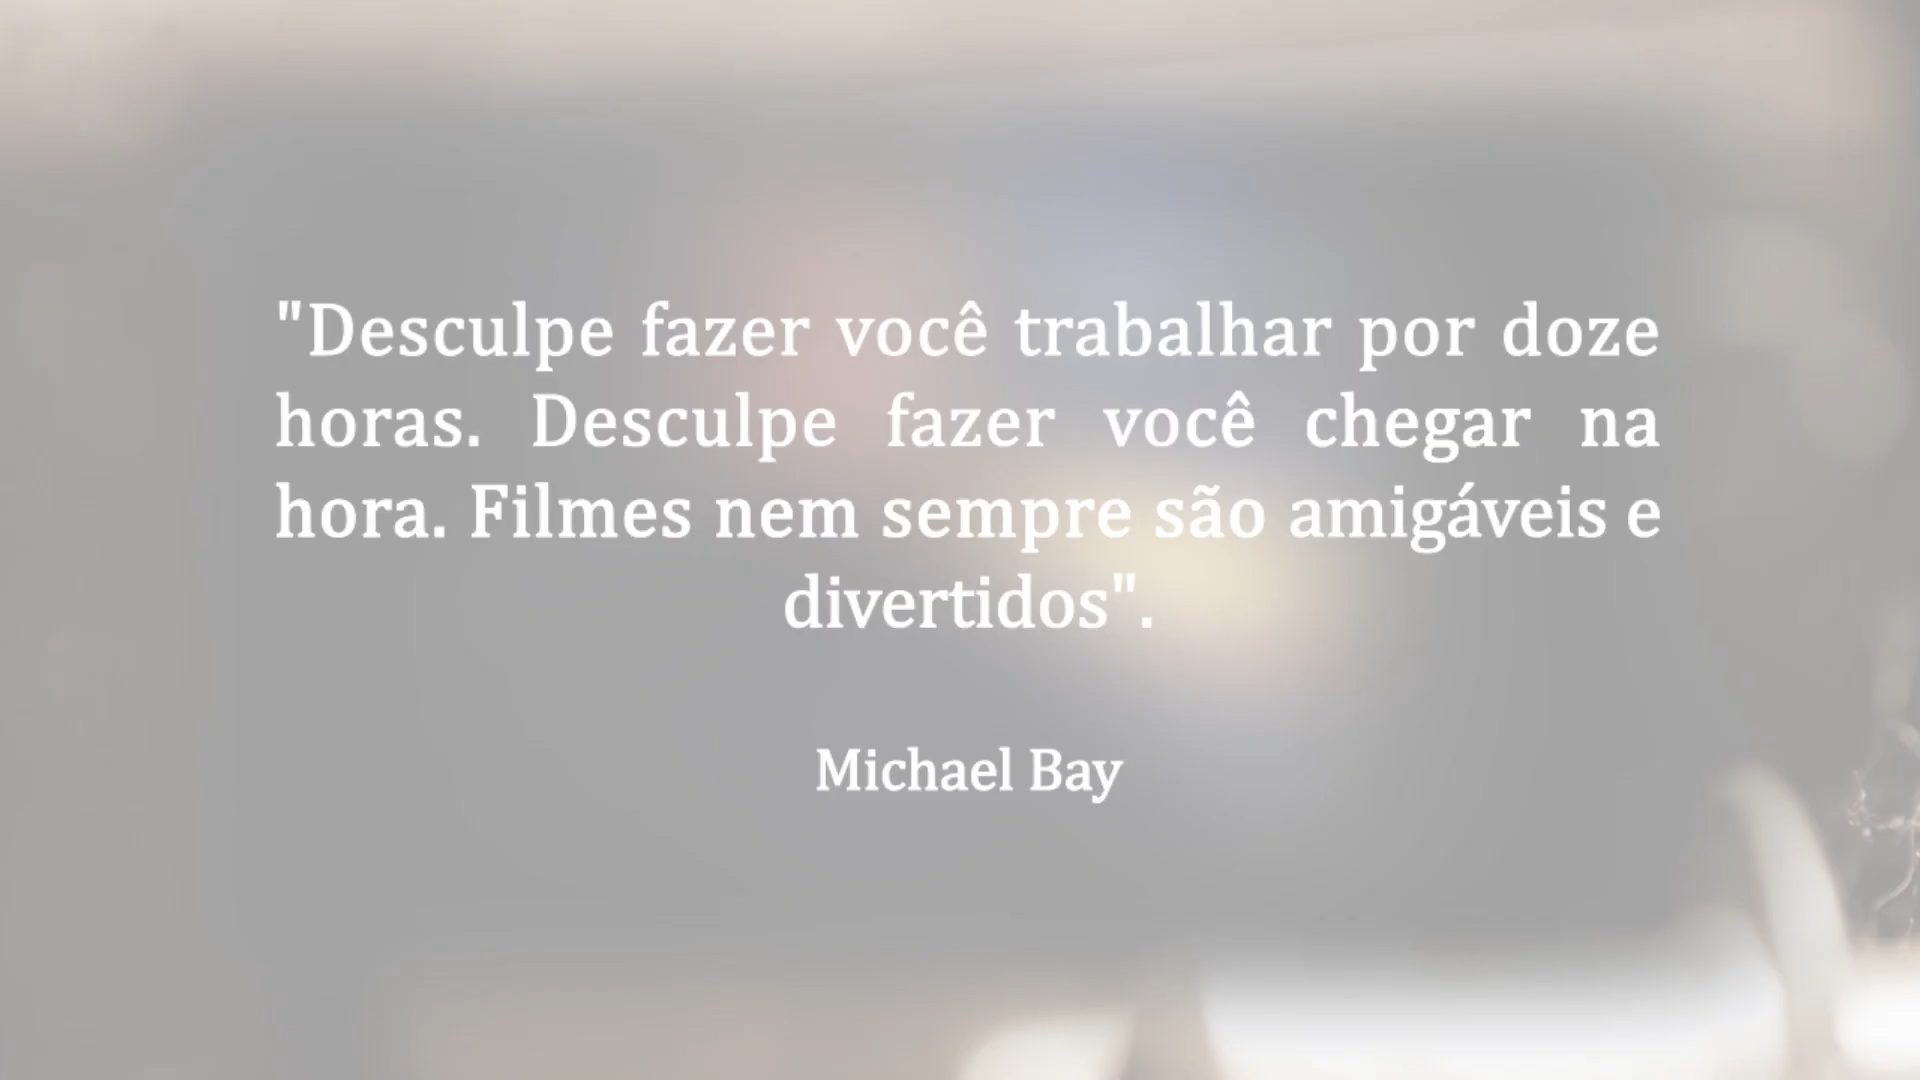 "Desculpe fazer você trabalhar por doze
horas. Desculpe fazer você chegar na
hora. Filmes nem sempre são amigáveis e
divertidos".
Michael Bay